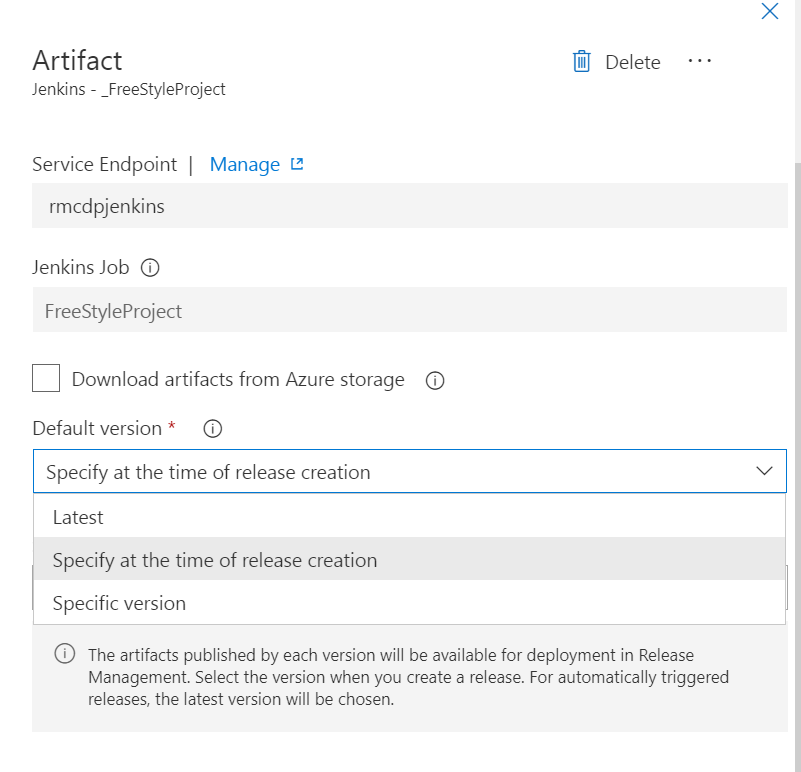 Artifact
Delete ···
Jenkins - _FreeStyleProject
Service Endpoint | Manage
rmcdpjenkins
Jenkins Job
FreeStyleProject
Download artifacts from Azure storage
Default version *
Specify at the time of release creation
Latest
Specify at the time of release creation
Specific version
The artifacts published by each version will be available for deployment in Release
Management. Select the version when you create a release. For automatically triggered
releases, the latest version will be chosen.